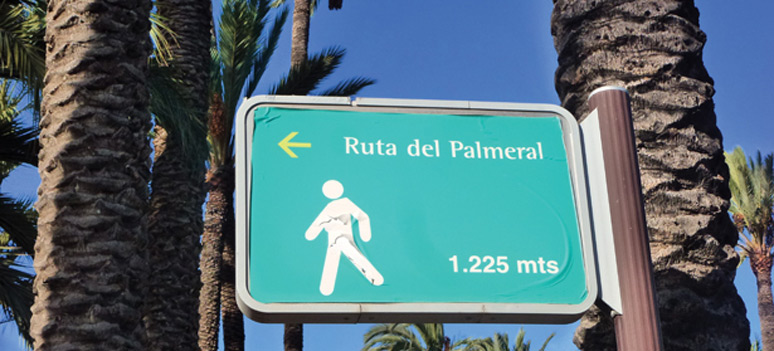 Ruta del Palmeral
1.225 mts